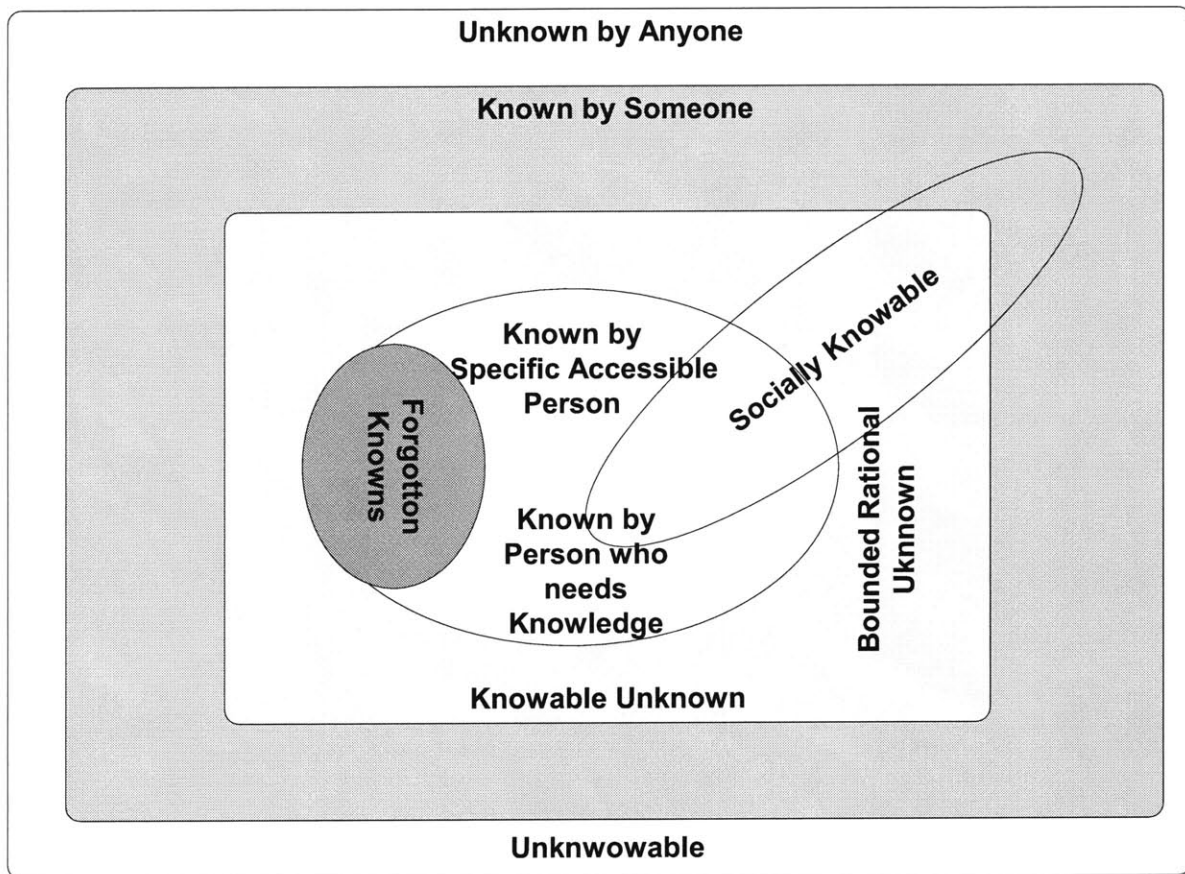 Unknown by Anyone
Known by Someone
Socially Knowable
Known by
Specific Accessible
Person
Forgotton
Knowns
Bounded Rational
Uknnown
Known by
Person who
needs
Knowledge
Knowable Unknown
Unknwowable